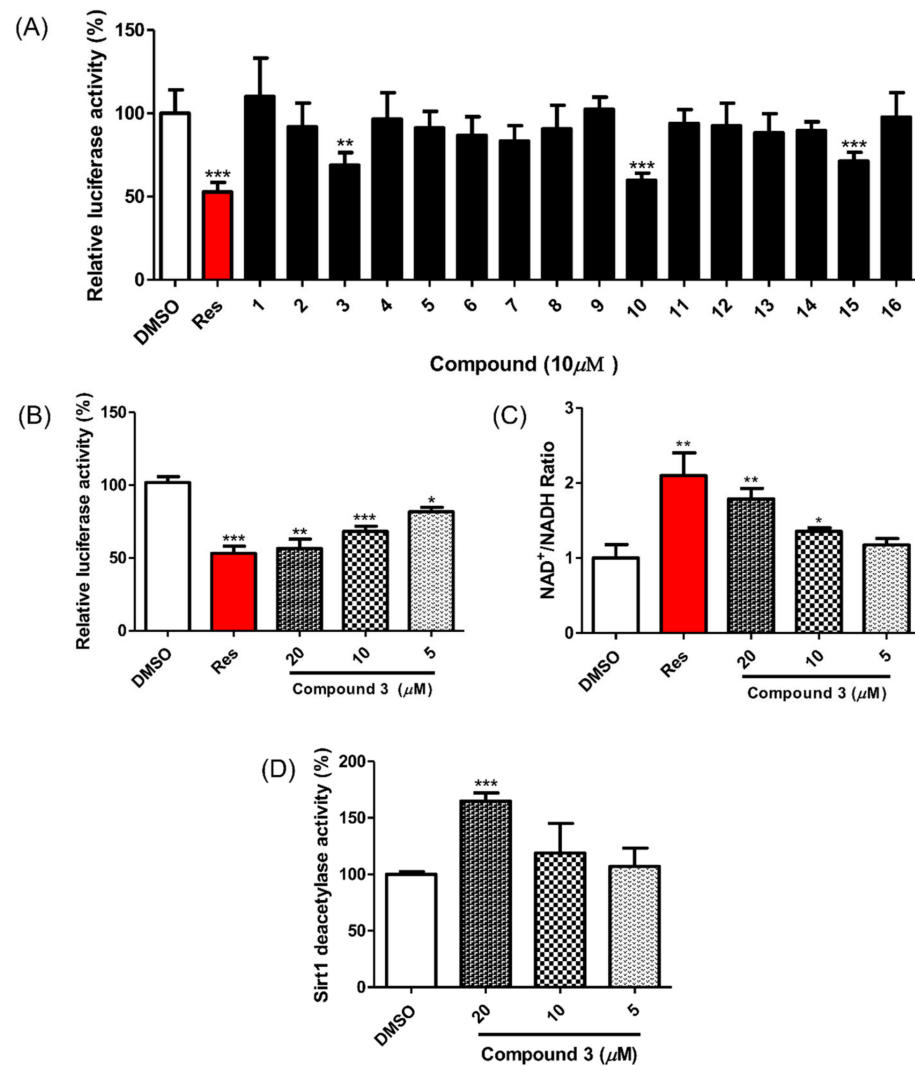 (A)
Relative luciferase activity (%)
150
100
50
0
***
**
***
***
DMSO
Res
1
2
3
4
5
6
7
8
9
10
11
12
13
14
15
16
Compound (10μM )
(B)
Relative luciferase activity (%)
150
100
50
0
***
**
***
*
DMSO
Res
20
10
5
Compound 3 (μM)
(C)
NAD⁺/NADH Ratio
3
2
1
0
**
**
*
DMSO
Res
20
10
5
Compound 3 (μM)
(D)
Sirt1 deacetylase activity (%)
200
150
100
50
0
***
DMSO
20
10
5
Compound 3 (μM)